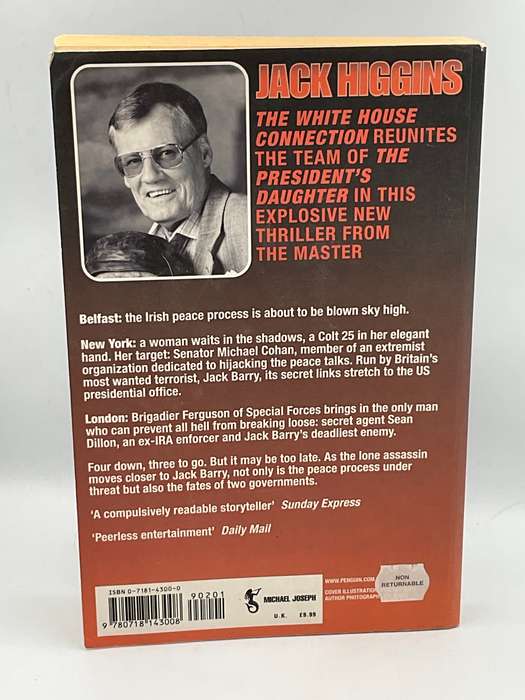 JACK HIGGINS
THE WHITE HOUSE
CONNECTION REUNITES
THE TEAM OF THE
PRESIDENT'S
DAUGHTER IN THIS
EXPLOSIVE NEW
THRILLER FROM
THE MASTER
Belfast: the Irish peace process is about to be blown sky high.
New York: a woman waits in the shadows, a Colt 25 in her elegant
hand. Her target: Senator Michael Cohan, member of an extremist
organization dedicated to hijacking the peace talks. Run by Britain's
most wanted terrorist, Jack Barry, its secret links stretch to the US
presidential office.
London: Brigadier Ferguson of Special Forces brings in the only man
who can prevent all hell from breaking loose: secret agent Sean
Dillon, an ex-IRA enforcer and Jack Barry's deadliest enemy.
Four down, three to go. But it may be too late. As the lone assassin
moves closer to Jack Barry, not only is the peace process under
threat but also the fates of two governments.
'A compulsively readable storyteller' Sunday Express
'Peerless entertainment' Daily Mail
ISBN 0-7181-4300-0
90201
9 780718 143008
MICHAEL JOSEPH
U.K. £9.99
WWW.PENGUIN.COM
COVER ILLUSTRATION
AUTHOR PHOTOGRAPH
NON
RETURNABLE